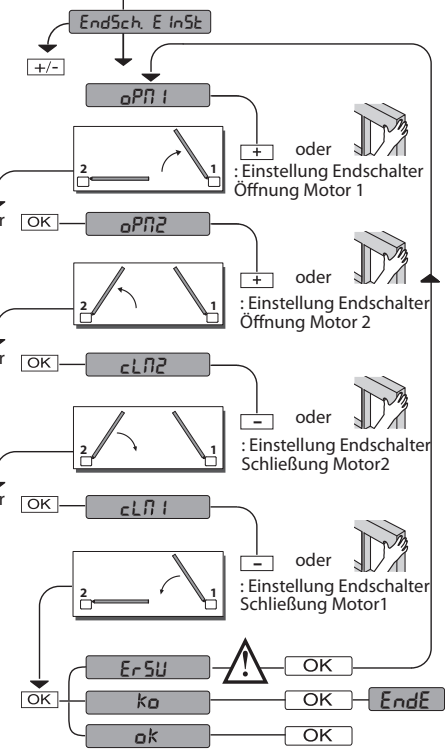 EndSch. EInSt
+/-
oPM1
2
1
+ oder
: Einstellung Endschalter
Öffnung Motor 1
r OK oPM2
2
1
+ oder
: Einstellung Endschalter
Öffnung Motor 2
r OK cLM2
2
1
– oder
: Einstellung Endschalter
Schließung Motor2
r OK cLM1
2
1
– oder
: Einstellung Endschalter
Schließung Motor1
ErSU ! OK
OK ko OK EndE
ok OK